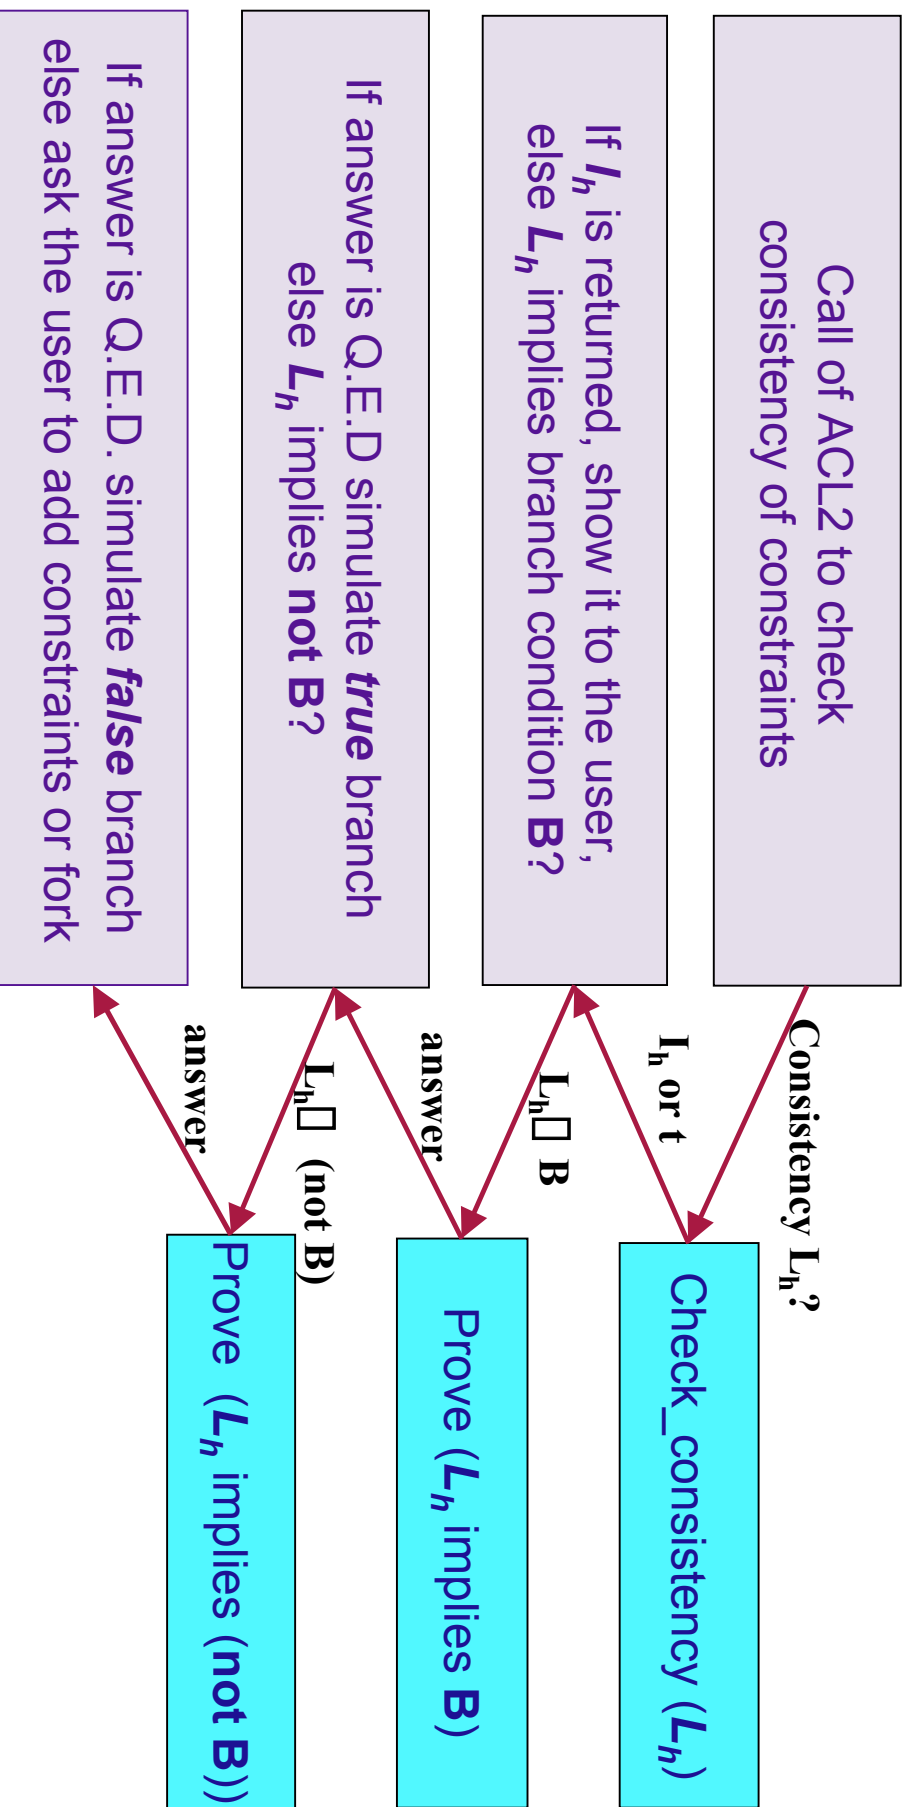 Call of ACL2 to check
consistency of constraints
Consistency Lₕ?
Check_consistency (Lₕ)
Iₕ or t
If Iₕ is returned, show it to the user,
else Lₕ implies branch condition B?
Lₕ□ B
Prove (Lₕ implies B)
answer
If answer is Q.E.D simulate true branch
else Lₕ implies not B?
Lₕ□ (not B)
Prove (Lₕ implies (not B))
answer
If answer is Q.E.D. simulate false branch
else ask the user to add constraints or fork